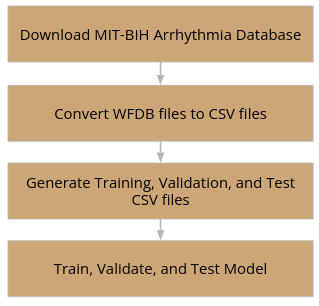 Download MIT-BIH Arrhythmia Database
Convert WFDB files to CSV files
Generate Training, Validation, and Test
CSV files
Train, Validate, and Test Model